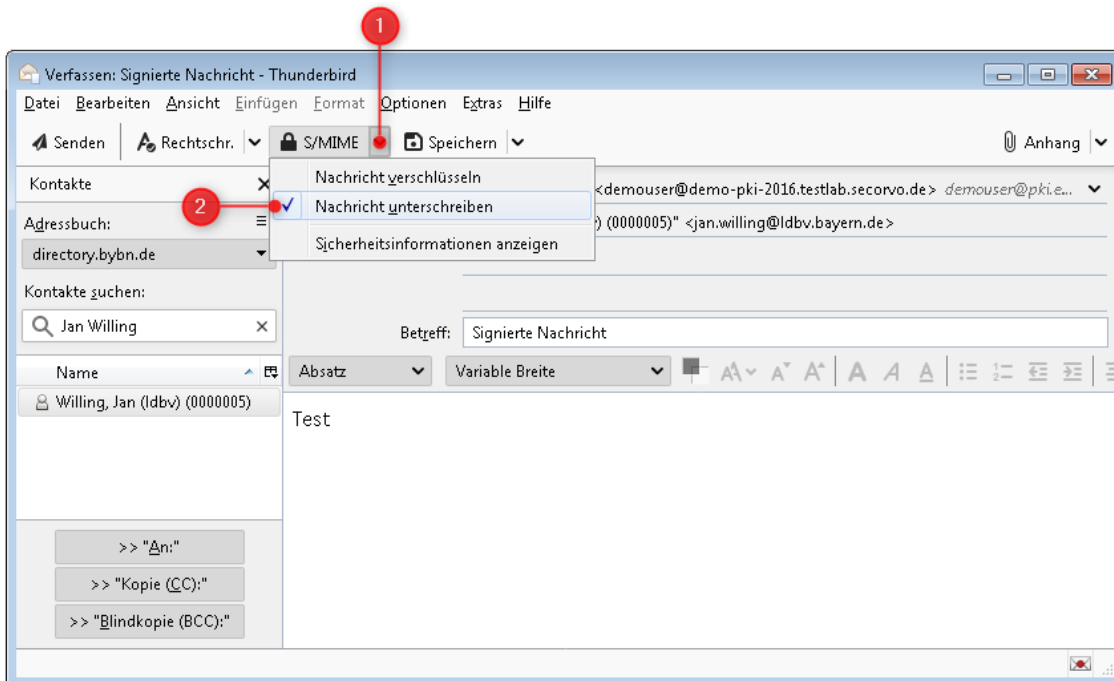 1
Verfassen: Signierte Nachricht - Thunderbird
Datei Bearbeiten Ansicht Einfügen Format Optionen Extras Hilfe
Senden Rechtschr. S/MIME Speichern Anhang
Kontakte
Nachricht verschlüsseln
<demouser@demo-pki-2016.testlab.secorvo.de> demouser@pki.e...
2
Nachricht unterschreiben
Adressbuch:
) (0000005)" <jan.willing@ldbv.bayern.de>
Sicherheitsinformationen anzeigen
directory.bybn.de
Kontakte suchen:
Jan Willing
Betreff: Signierte Nachricht
Name
Absatz Variable Breite
Willing, Jan (ldbv) (0000005)
Test
>> "An:"
>> "Kopie (CC):"
>> "Blindkopie (BCC):"